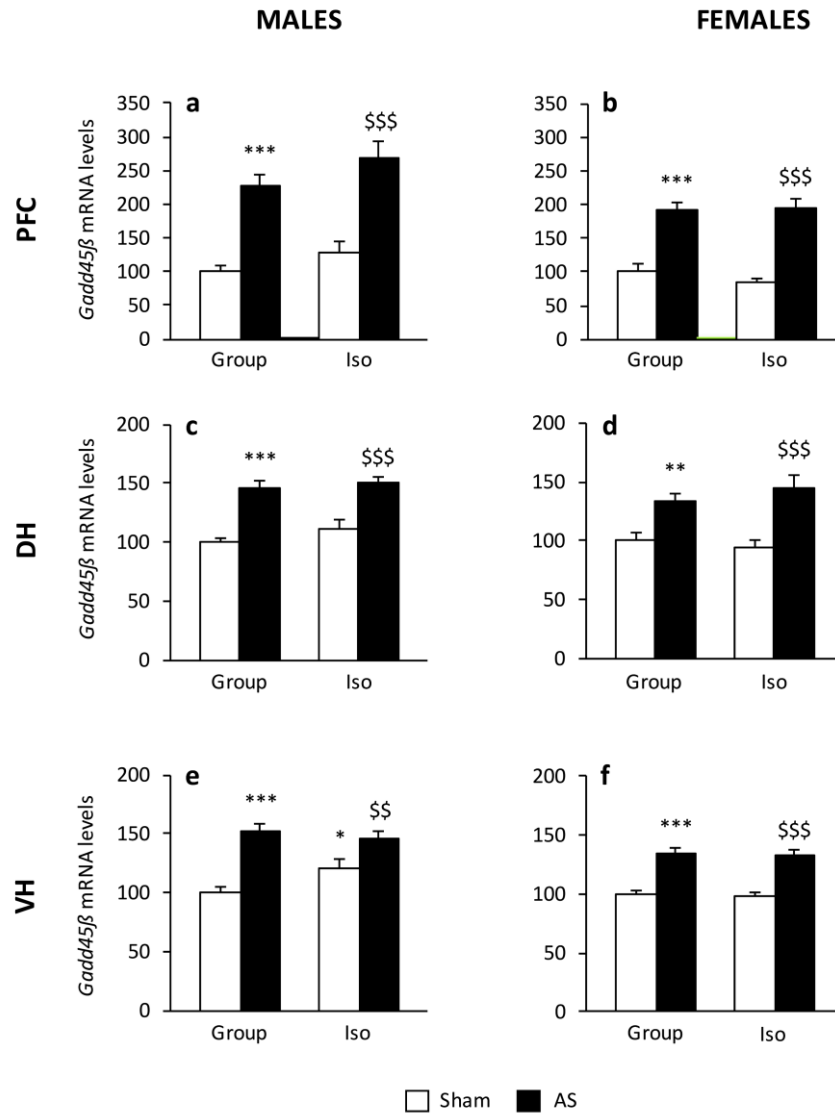 MALES FEMALES
PFC
Gadd45β mRNA levels
a
350
300
250
200
150
100
50
0
***
$$$
Group Iso
b
350
300
250
200
150
100
50
0
***
$$$
Group Iso
DH
Gadd45β mRNA levels
c
200
150
100
50
0
***
$$$
Group Iso
d
200
150
100
50
0
**
$$$
Group Iso
VH
Gadd45β mRNA levels
e
200
150
100
50
0
***
*
$$
Group Iso
f
200
150
100
50
0
***
$$$
Group Iso
Sham AS